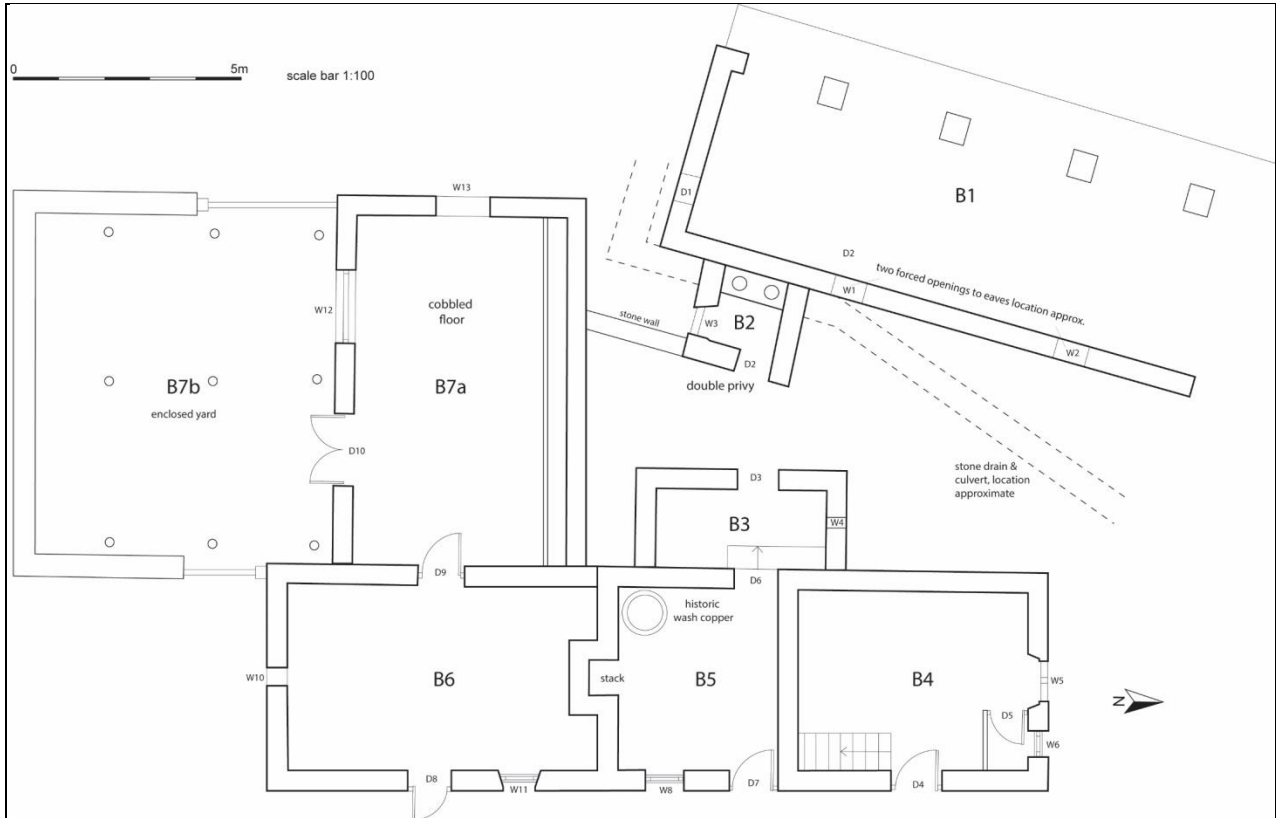 0
5m
scale bar 1:100
B1
D1
D2
two forced openings to eaves location approx.
W1
W2
W13
W12
cobbled
floor
B7a
B7b
enclosed yard
D10
stone wall
W3
B2
D2
double privy
stone drain &
culvert, location
approximate
D3
B3
W4
D9
D6
historic
wash copper
W10
B6
stack
B5
B4
W5
D5
W6
N
D8
W11
W8
D7
D4